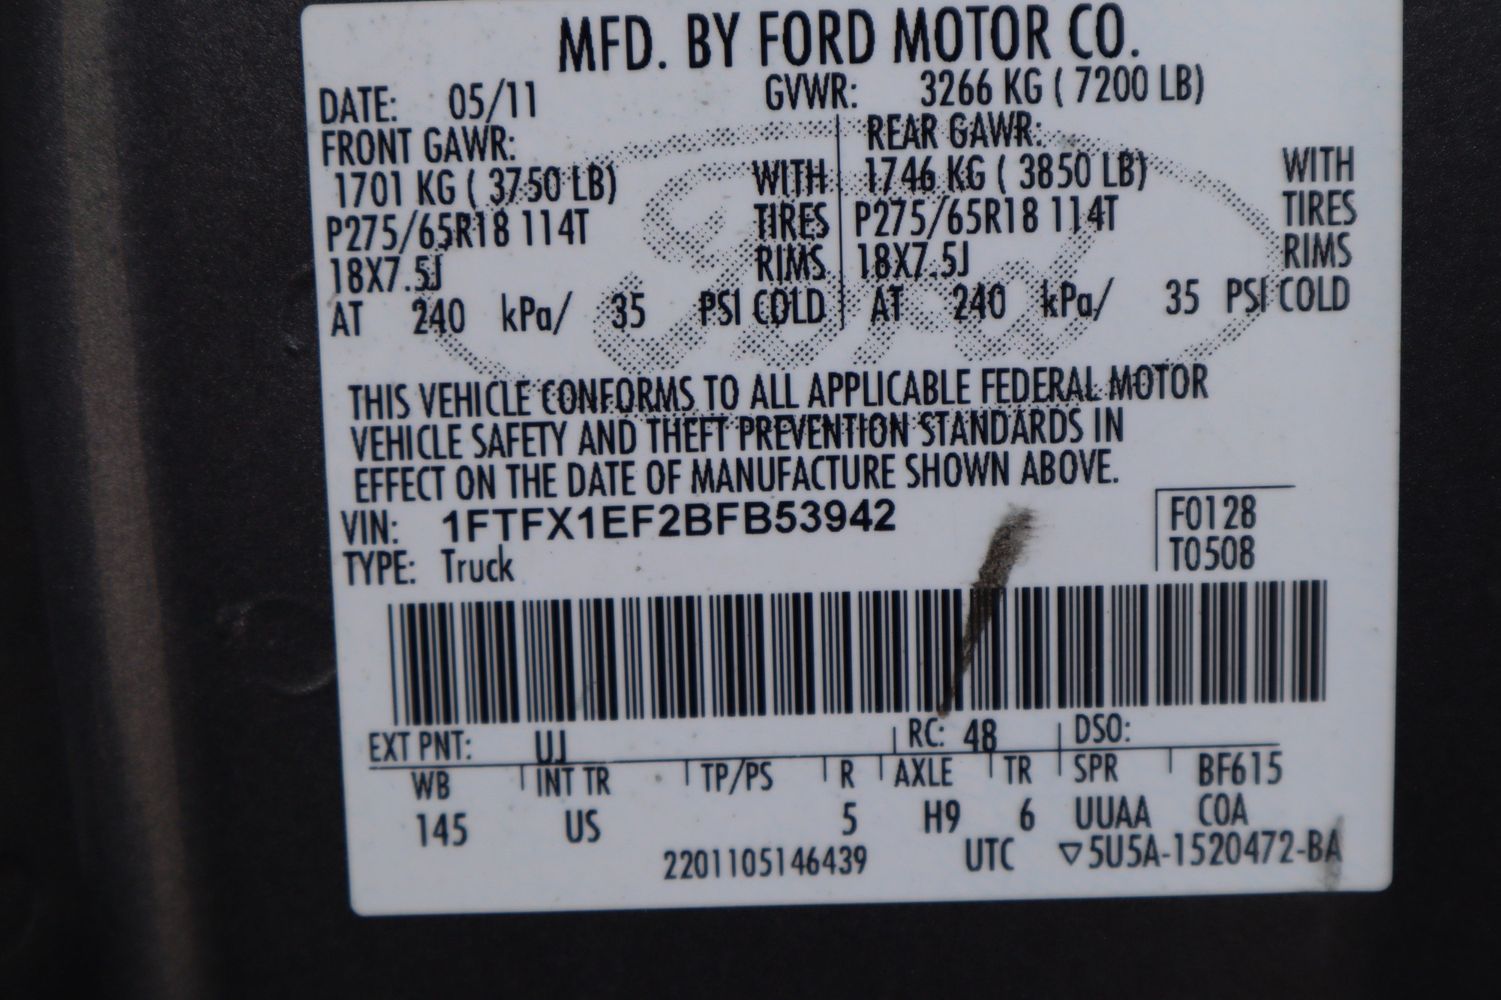 MFD. BY FORD MOTOR CO.
DATE: 05/11 GVWR: 3266 KG ( 7200 LB)
FRONT GAWR: REAR GAWR:
1701 KG ( 3750 LB) WITH 1746 KG ( 3850 LB) WITH
P275/65R18 114T TIRES P275/65R18 114T TIRES
18X7.5J RIMS 18X7.5J RIMS
AT 240 kPa/ 35 PSI COLD AT 240 kPa/ 35 PSI COLD
Ford
THIS VEHICLE CONFORMS TO ALL APPLICABLE FEDERAL MOTOR
VEHICLE SAFETY AND THEFT PREVENTION STANDARDS IN
EFFECT ON THE DATE OF MANUFACTURE SHOWN ABOVE.
VIN: 1FTFX1EF2BFB53942 F0128
TYPE: Truck T0508
EXT PNT: UJ RC: 48 DSO:
WB INT TR TP/PS R AXLE TR SPR BF615
145 US 5 H9 6 UUAA COA
2201105146439 UTC ▽5U5A-1520472-BA